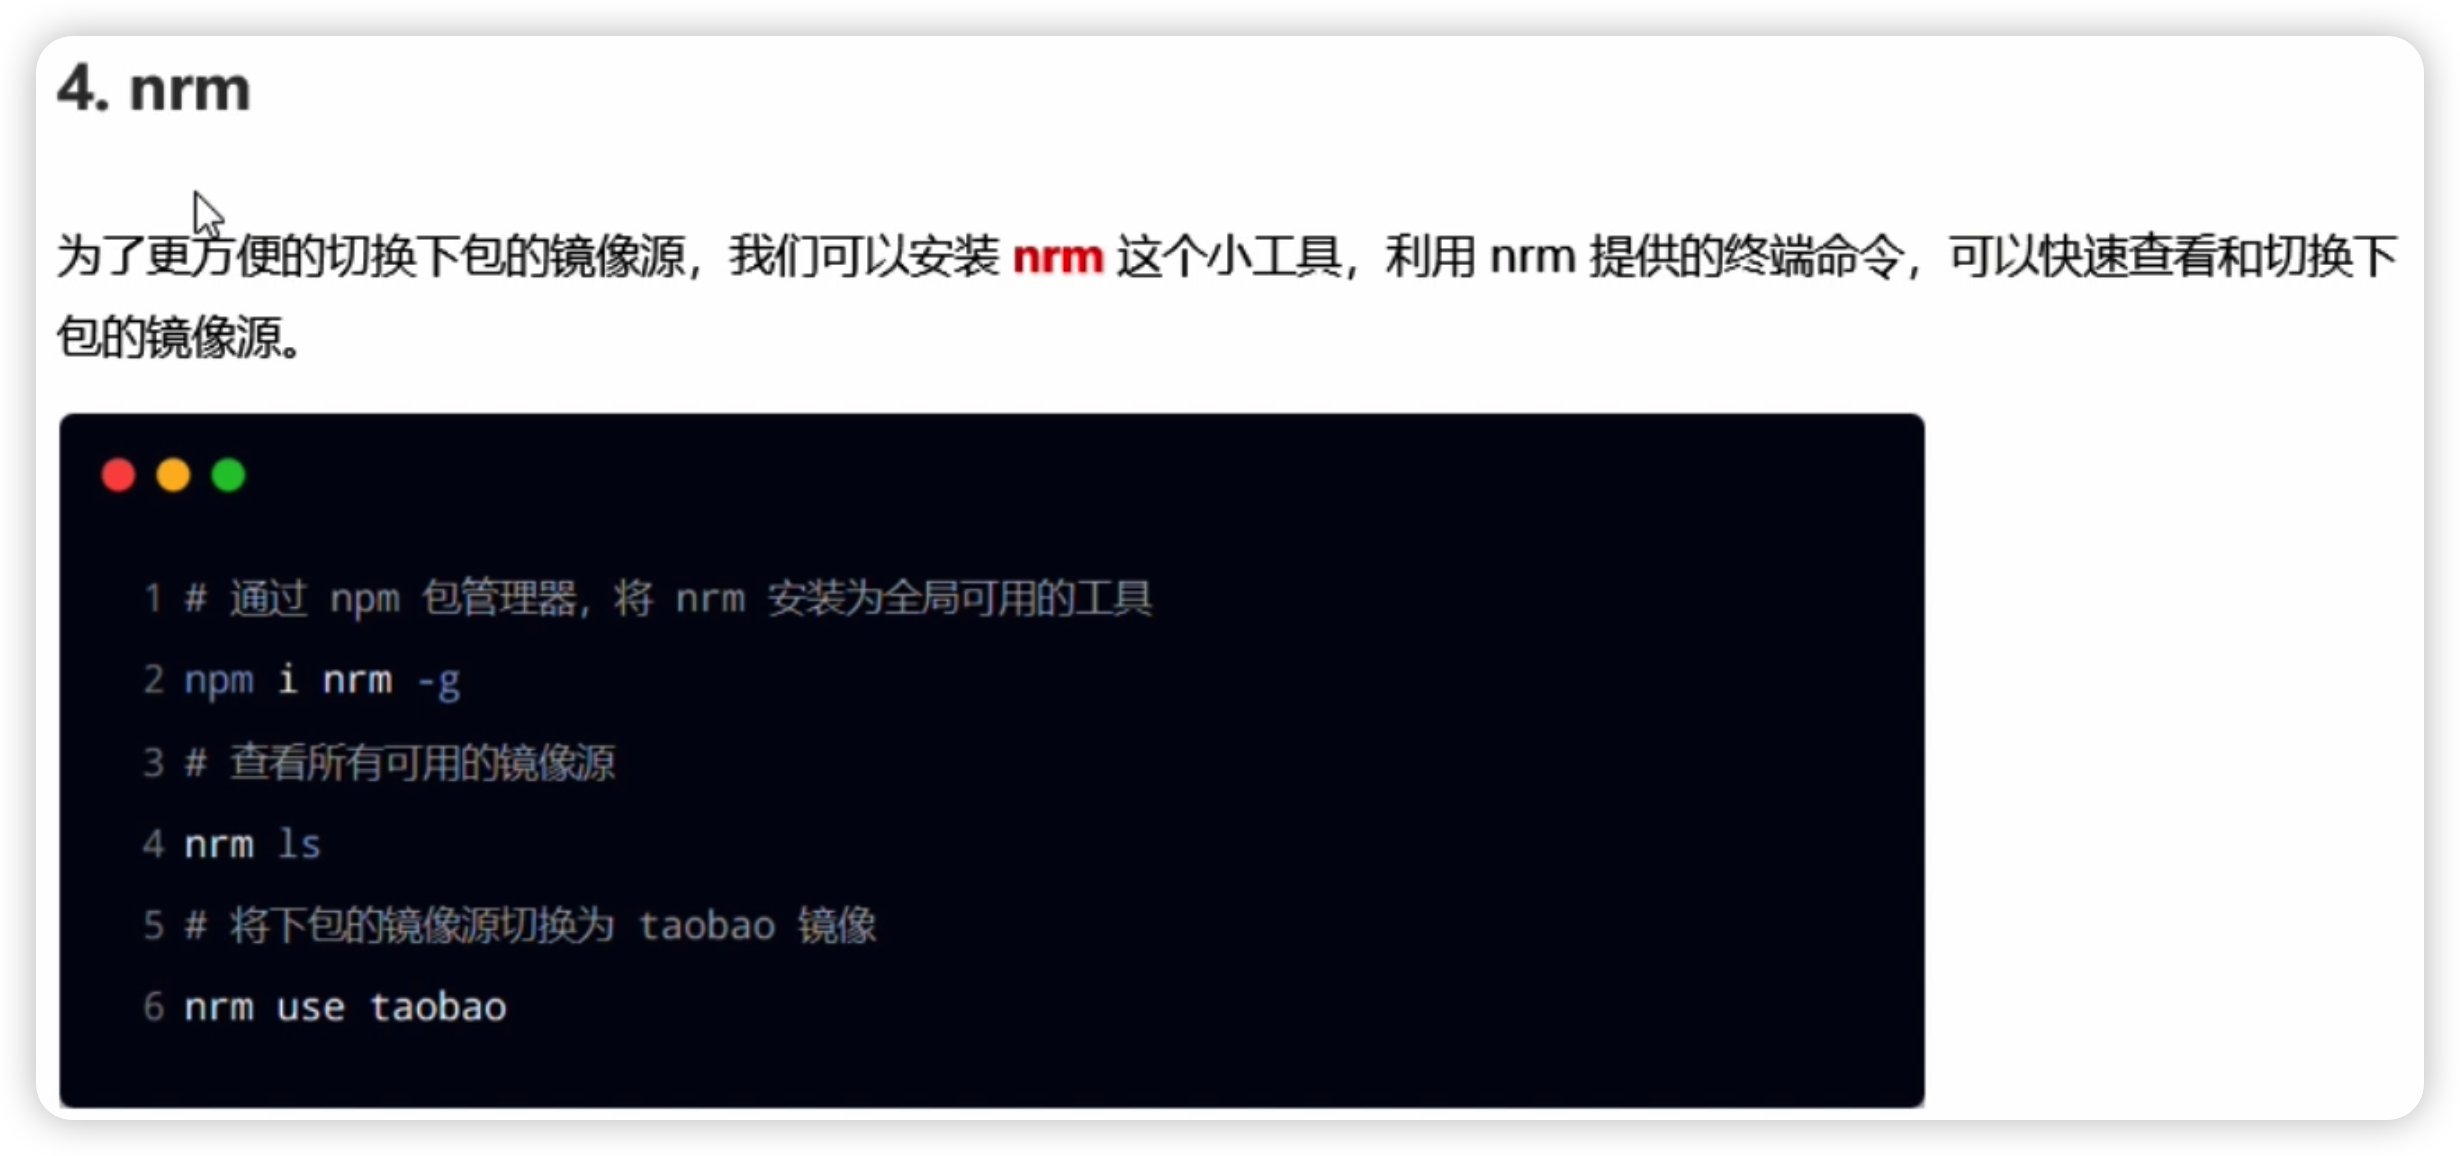 4. nrm
为了更方便的切换下包的镜像源，我们可以安装 nrm 这个小工具，利用 nrm 提供的终端命令，可以快速查看和切换下
包的镜像源。
1 # 通过 npm 包管理器，将 nrm 安装为全局可用的工具
2 npm i nrm -g
3 # 查看所有可用的镜像源
4 nrm ls
5 # 将下包的镜像源切换为 taobao 镜像
6 nrm use taobao